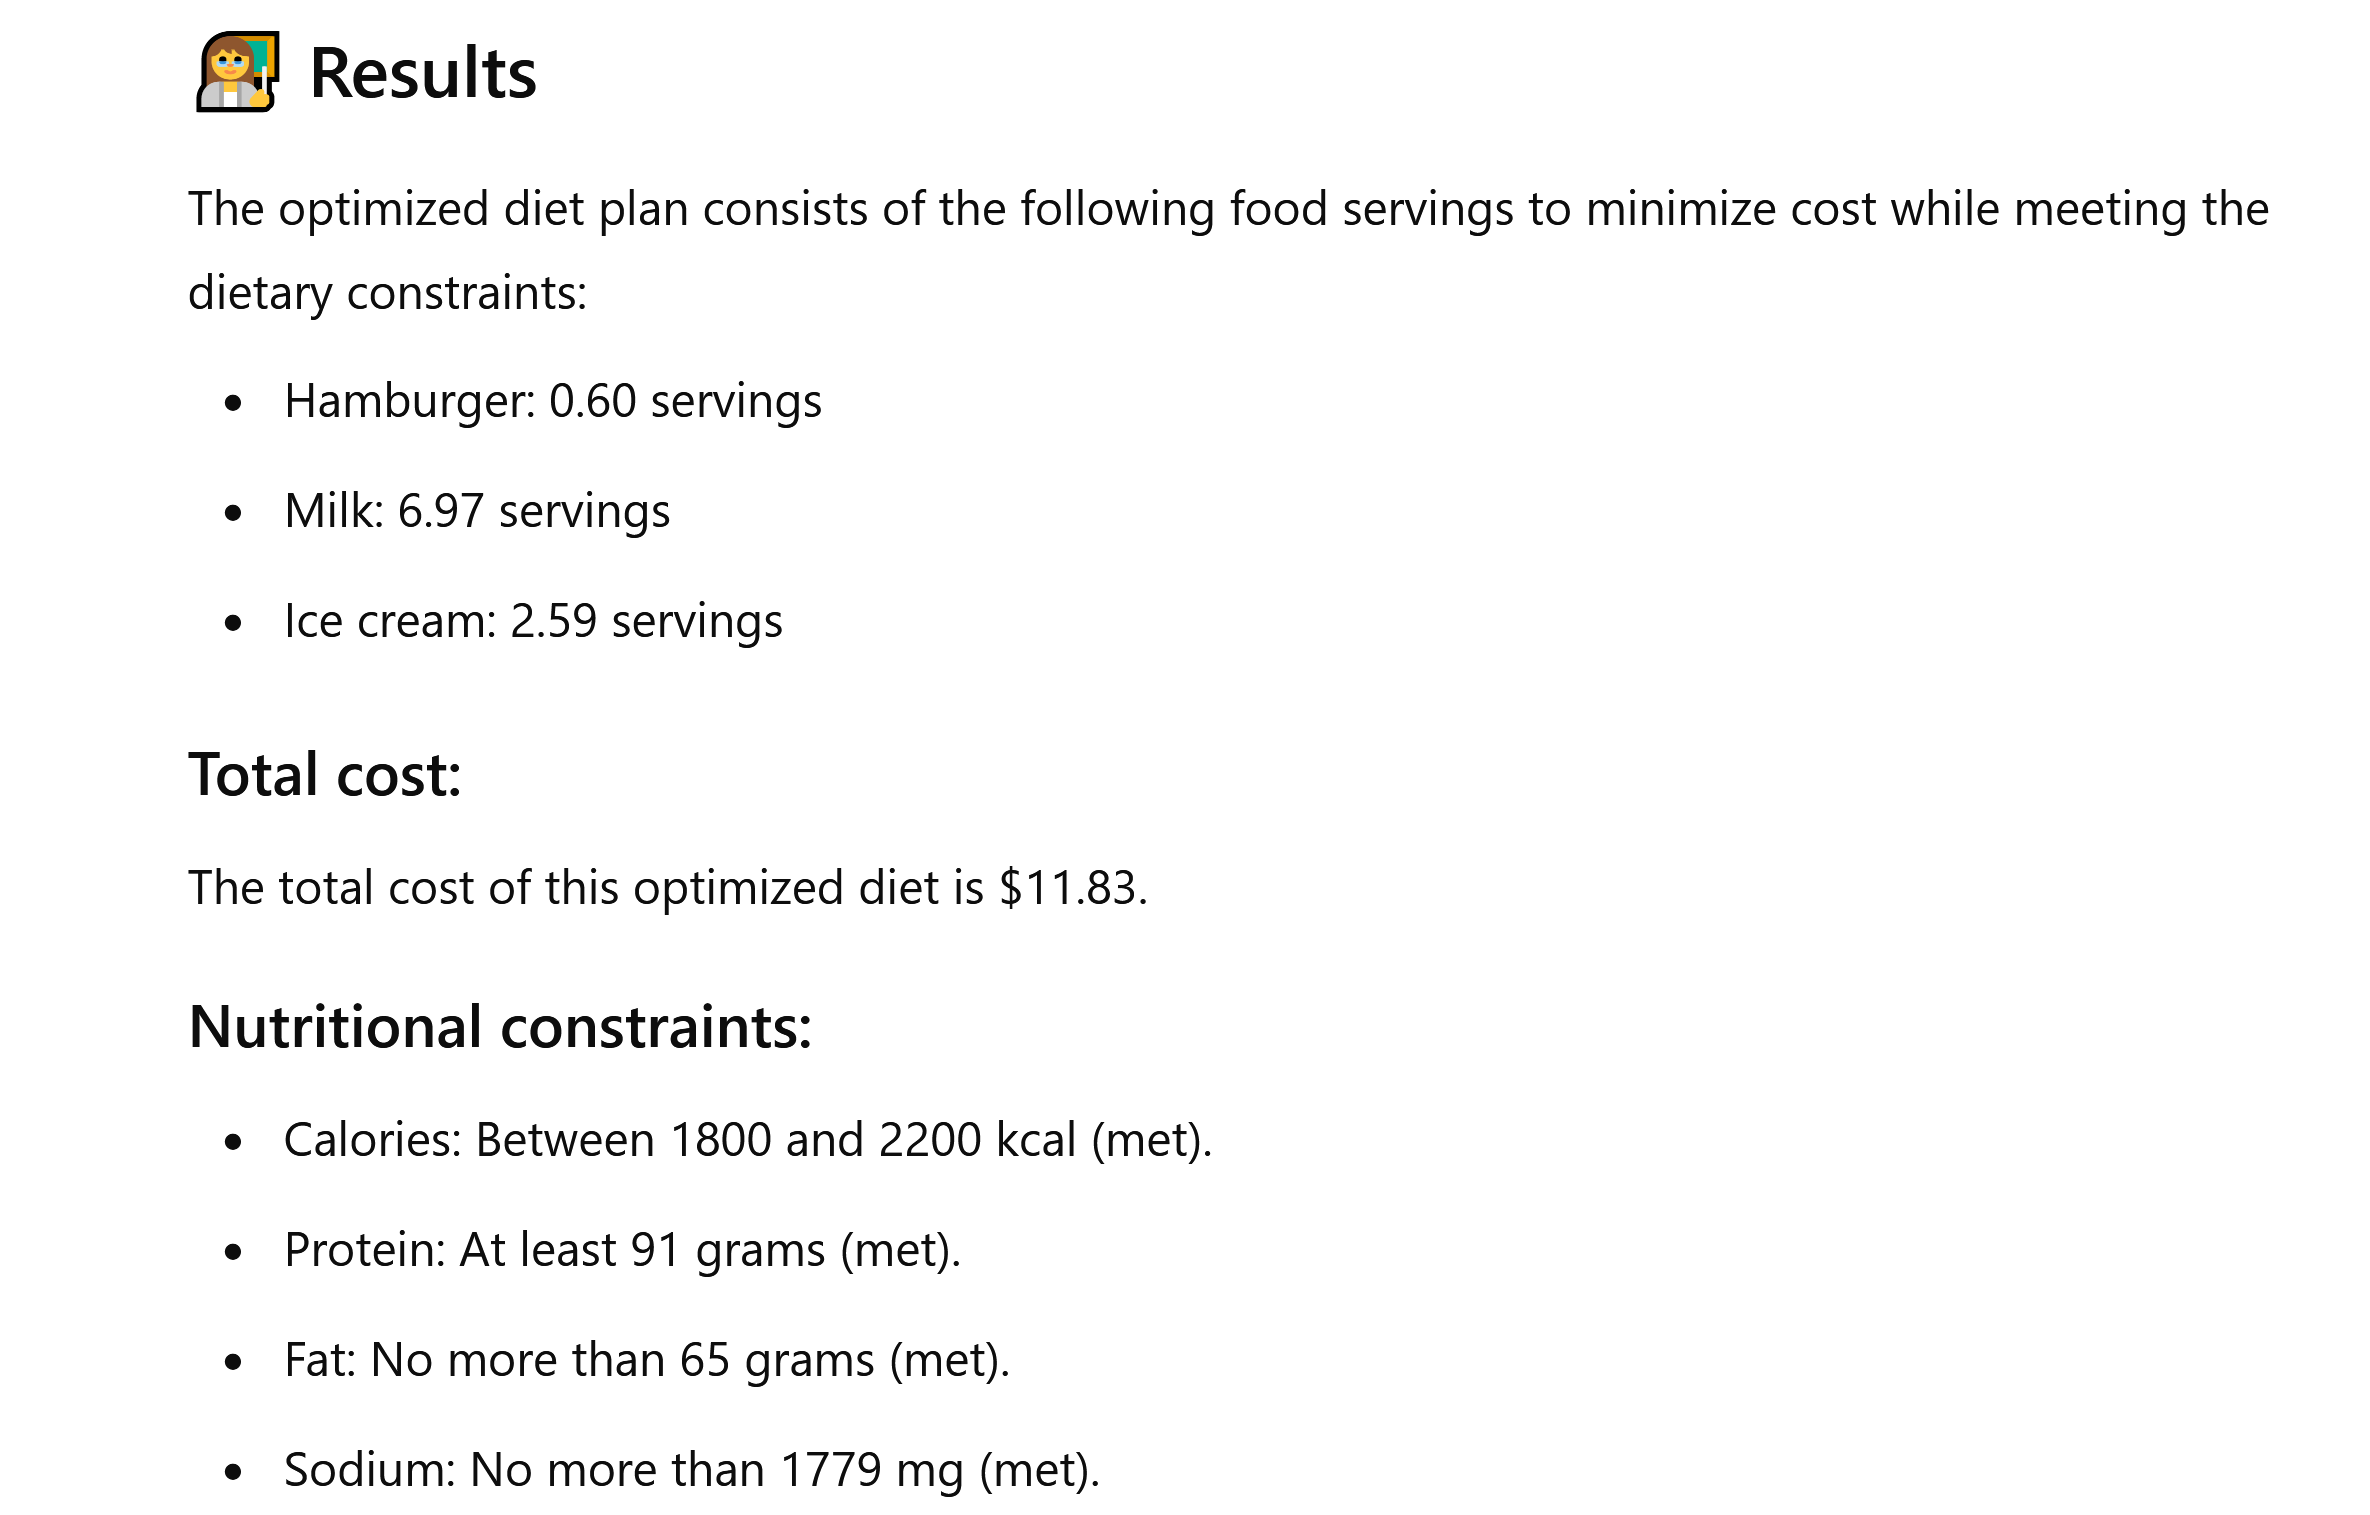 Results
The optimized diet plan consists of the following food servings to minimize cost while meeting the
dietary constraints:
• Hamburger: 0.60 servings
• Milk: 6.97 servings
• Ice cream: 2.59 servings
Total cost:
The total cost of this optimized diet is $11.83.
Nutritional constraints:
• Calories: Between 1800 and 2200 kcal (met).
• Protein: At least 91 grams (met).
• Fat: No more than 65 grams (met).
• Sodium: No more than 1779 mg (met).